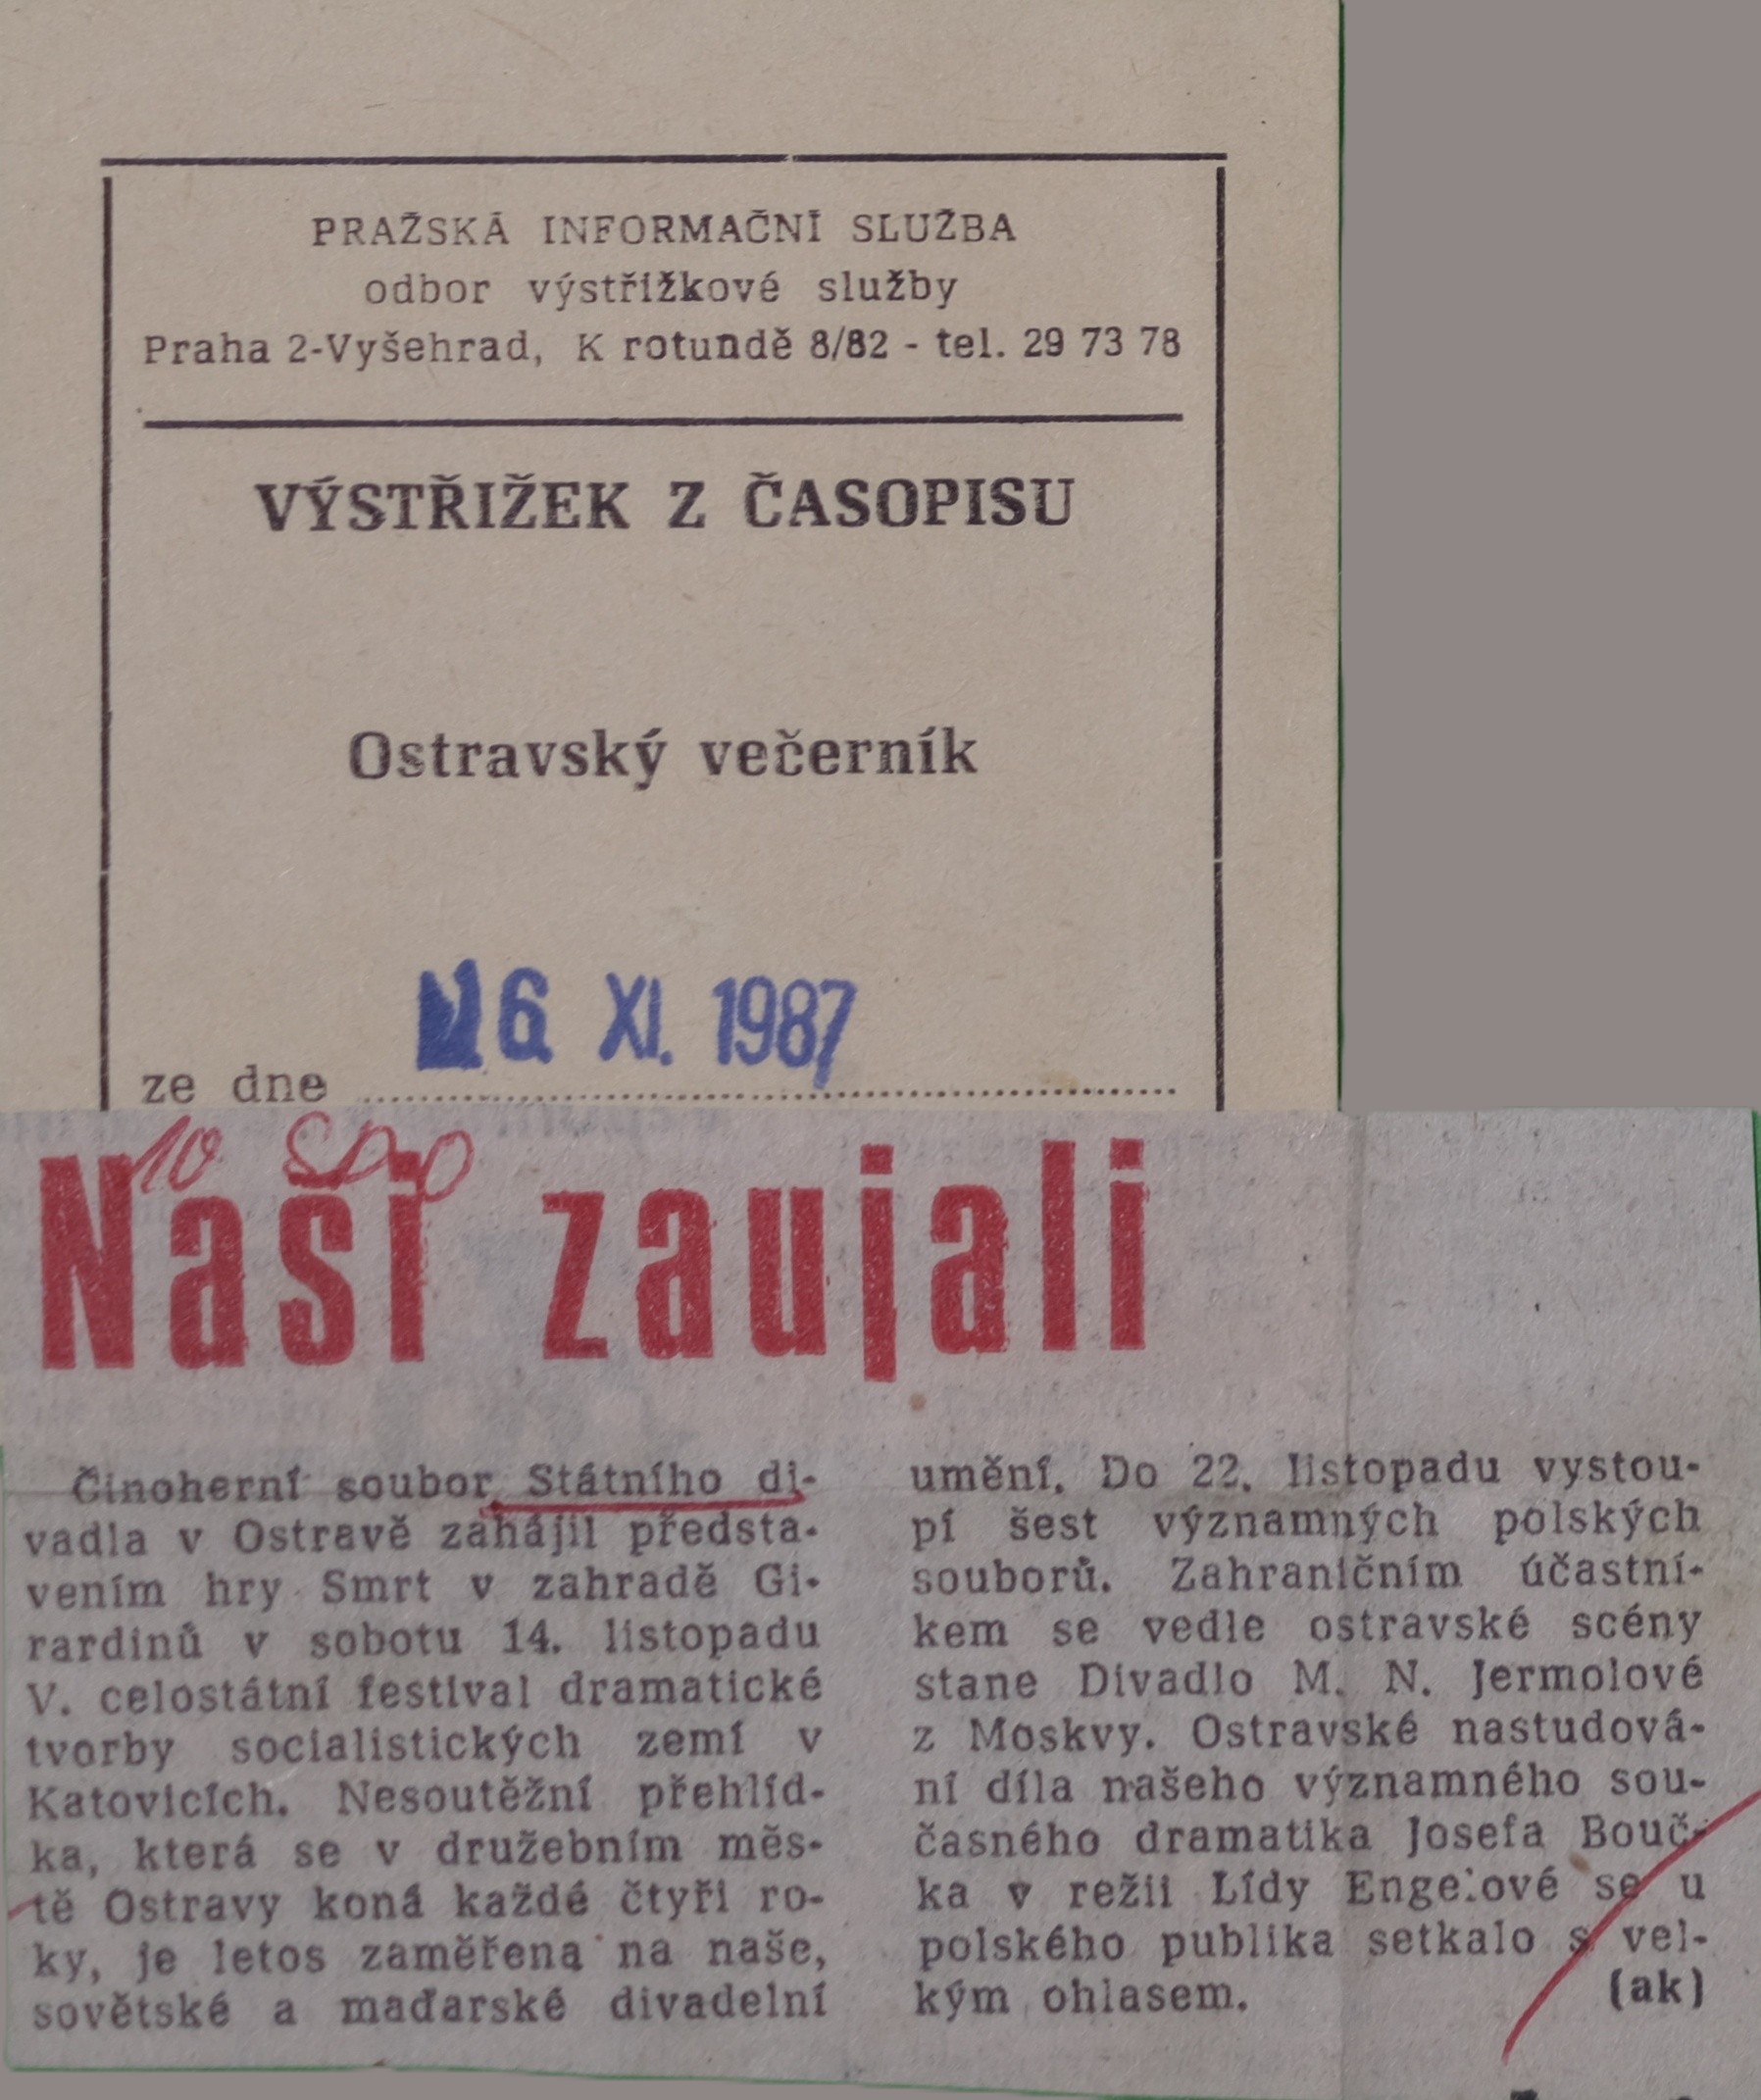 PRAŽSKÁ INFORMAČNÍ SLUŽBA
odbor výstřižkové služby
Praha 2-Vyšehrad, K rotundě 8/82 - tel. 29 73 78
VÝSTŘIŽEK Z ČASOPISU
Ostravský večerník
16 XI. 1987
ze dne
10
Naši zaujali
Činoherní soubor Státního di-
vadla v Ostravě zahájil předsta-
vením hry Smrt v zahradě Gi-
rardinů v sobotu 14. listopadu
V. celostátní festival dramatické
tvorby socialistických zemí v
Katovicích. Nesoutěžní přehlíd-
ka, která se v družebním měs-
tě Ostravy koná každé čtyři ro-
ky, je letos zaměřena na naše,
sovětské a maďarské divadelní
umění. Do 22. listopadu vystou-
pí šest významných polských
souborů. Zahraničním účastní-
kem se vedle ostravské scény
stane Divadlo M. N. Jermolové
z Moskvy. Ostravské nastudová-
ní díla našeho významného sou-
časného dramatika Josefa Bouč-
ka v režii Lídy Engelové se u
polského publika setkalo s vel-
kým ohlasem.
(ak)